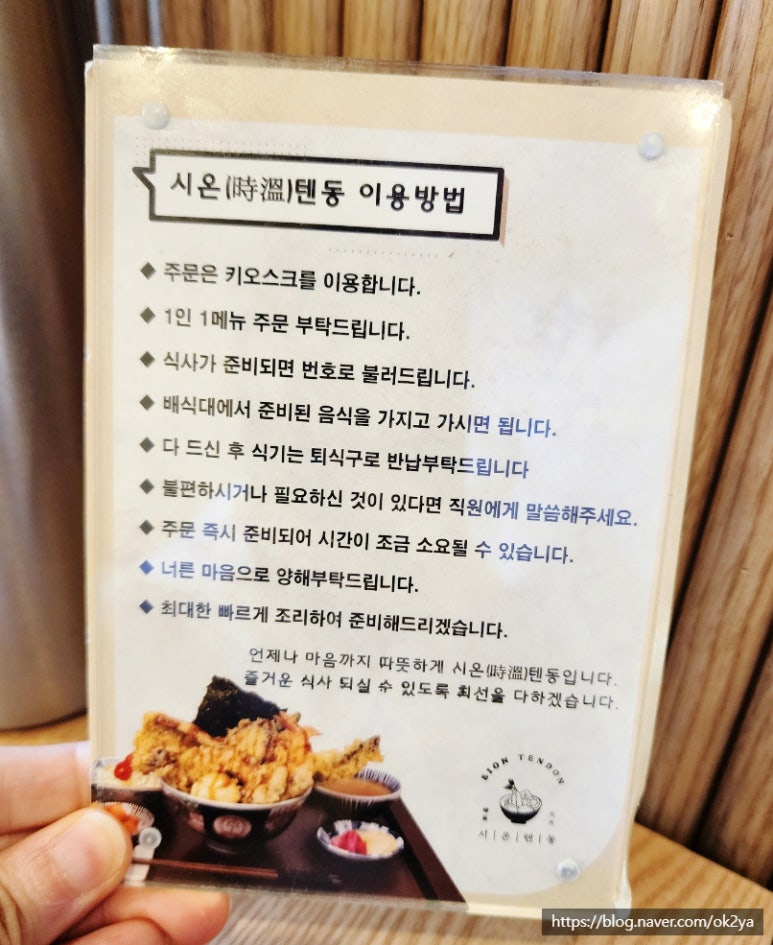 시온(時溫)텐동 이용방법
◆ 주문은 키오스크를 이용합니다.
◆ 1인 1메뉴 주문 부탁드립니다.
◆ 식사가 준비되면 번호로 불러드립니다.
◆ 배식대에서 준비된 음식을 가지고 가시면 됩니다.
◆ 다 드신 후 식기는 퇴식구로 반납부탁드립니다
◆ 불편하시거나 필요하신 것이 있다면 직원에게 말씀해주세요.
◆ 주문 즉시 준비되어 시간이 조금 소요될 수 있습니다.
◆ 너른 마음으로 양해부탁드립니다.
◆ 최대한 빠르게 조리하여 준비해드리겠습니다.
언제나 마음까지 따뜻하게 시온(時溫)텐동입니다.
즐거운 식사 되실 수 있도록 최선을 다하겠습니다.
SION TENDON
시|온|텐|동
https://blog.naver.com/ok2ya